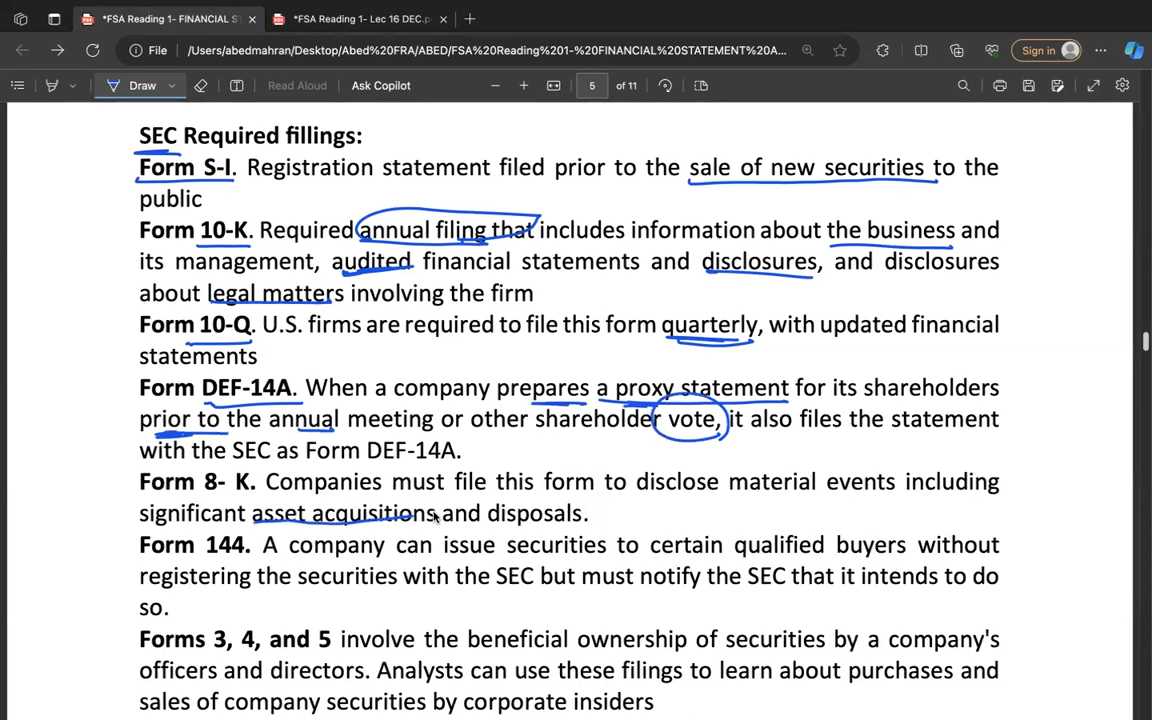 *FSA Reading 1- FINANCIAL S
*FSA Reading 1- Lec 16 DEC.p
File
/Users/abedmahran/Desktop/Abed%20FRA/ABED/FSA%20Reading%201-%20FINANCIAL%20STATEMENT%20A...
Sign in
Draw
Read Aloud
Ask Copilot
5
of 11
SEC Required fillings:
Form S-I. Registration statement filed prior to the sale of new securities to the
public
Form 10-K. Required annual filing that includes information about the business and
its management, audited financial statements and disclosures, and disclosures
about legal matters involving the firm
Form 10-Q. U.S. firms are required to file this form quarterly, with updated financial
statements
Form DEF-14A. When a company prepares a proxy statement for its shareholders
prior to the annual meeting or other shareholder vote, it also files the statement
with the SEC as Form DEF-14A.
Form 8- K. Companies must file this form to disclose material events including
significant asset acquisitions and disposals.
Form 144. A company can issue securities to certain qualified buyers without
registering the securities with the SEC but must notify the SEC that it intends to do
so.
Forms 3, 4, and 5 involve the beneficial ownership of securities by a company's
officers and directors. Analysts can use these filings to learn about purchases and
sales of company securities by corporate insiders